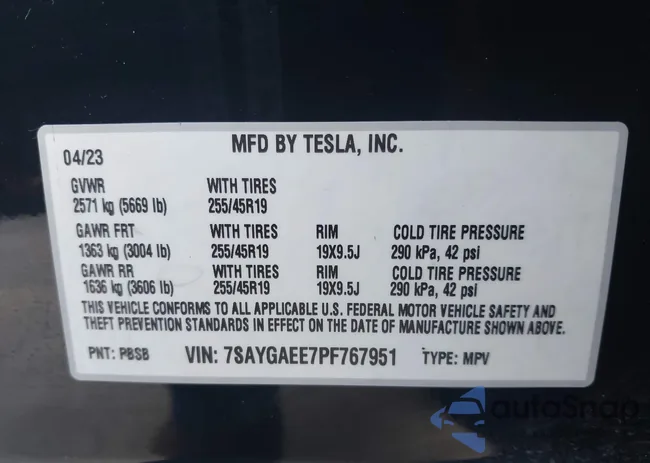 MFD BY TESLA, INC.
04/23
GVWR WITH TIRES
2571 kg (5669 lb) 255/45R19
GAWR FRT WITH TIRES RIM COLD TIRE PRESSURE
1363 kg (3004 lb) 255/45R19 19X9.5J 290 kPa, 42 psi
GAWR RR WITH TIRES RIM COLD TIRE PRESSURE
1636 kg (3606 lb) 255/45R19 19X9.5J 290 kPa, 42 psi
THIS VEHICLE CONFORMS TO ALL APPLICABLE U.S. FEDERAL MOTOR VEHICLE SAFETY AND
THEFT PREVENTION STANDARDS IN EFFECT ON THE DATE OF MANUFACTURE SHOWN ABOVE.
PNT: PBSB VIN: 7SAYGAEE7PF767951 TYPE: MPV
autoSnap